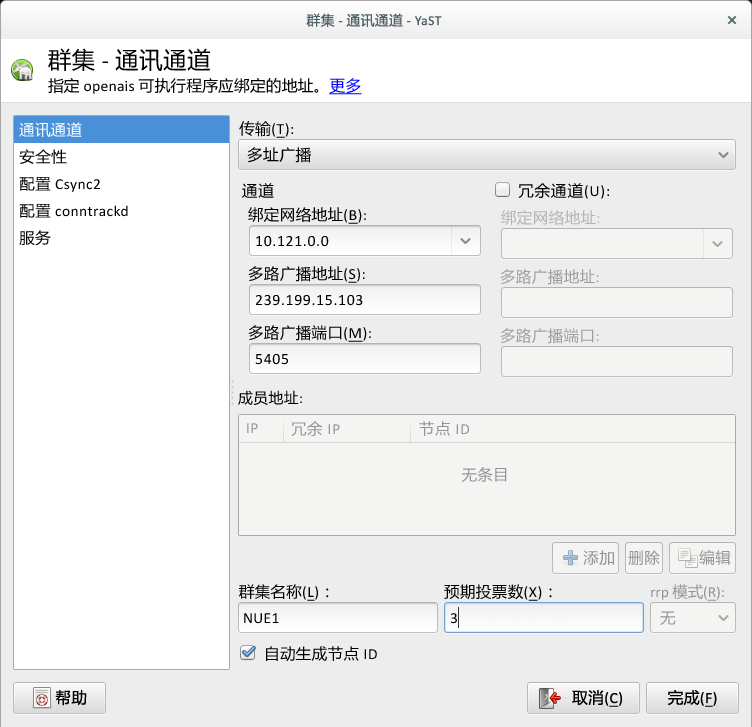 群集 - 通讯通道 - YaST
群集 - 通讯通道
指定 openais 可执行程序应绑定的地址。更多
通讯通道
安全性
配置 Csync2
配置 conntrackd
服务
传输(T):
多址广播
通道
绑定网络地址(B):
10.121.0.0
多路广播地址(S):
239.199.15.103
多路广播端口(M):
5405
冗余通道(U):
绑定网络地址:
多路广播地址:
多路广播端口:
成员地址:
IP 冗余 IP 节点 ID
无条目
添加 删除 编辑
群集名称(L)： 预期投票数(X)： rrp 模式(R):
NUE1 3 无
自动生成节点 ID
帮助 取消(C) 完成(F)